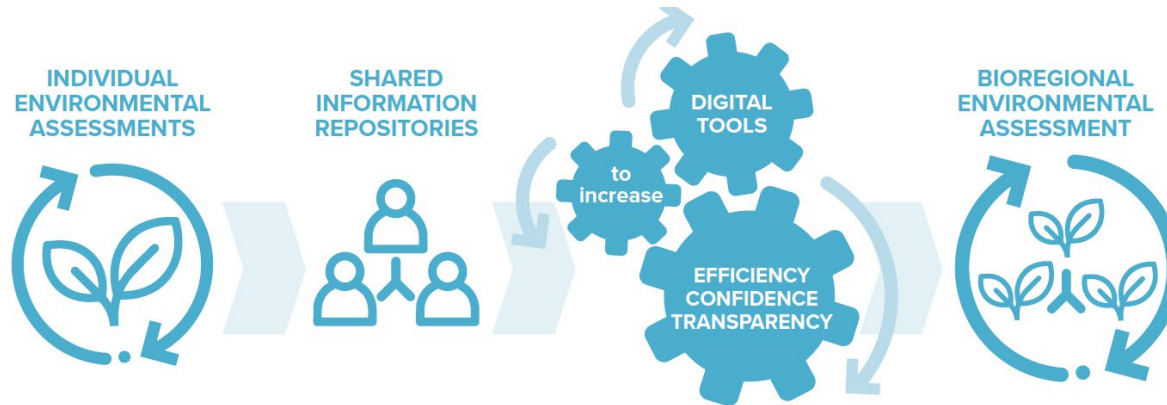 INDIVIDUAL
ENVIRONMENTAL
ASSESSMENTS
SHARED
INFORMATION
REPOSITORIES
DIGITAL
TOOLS
to
increase
EFFICIENCY
CONFIDENCE
TRANSPARENCY
BIOREGIONAL
ENVIRONMENTAL
ASSESSMENT